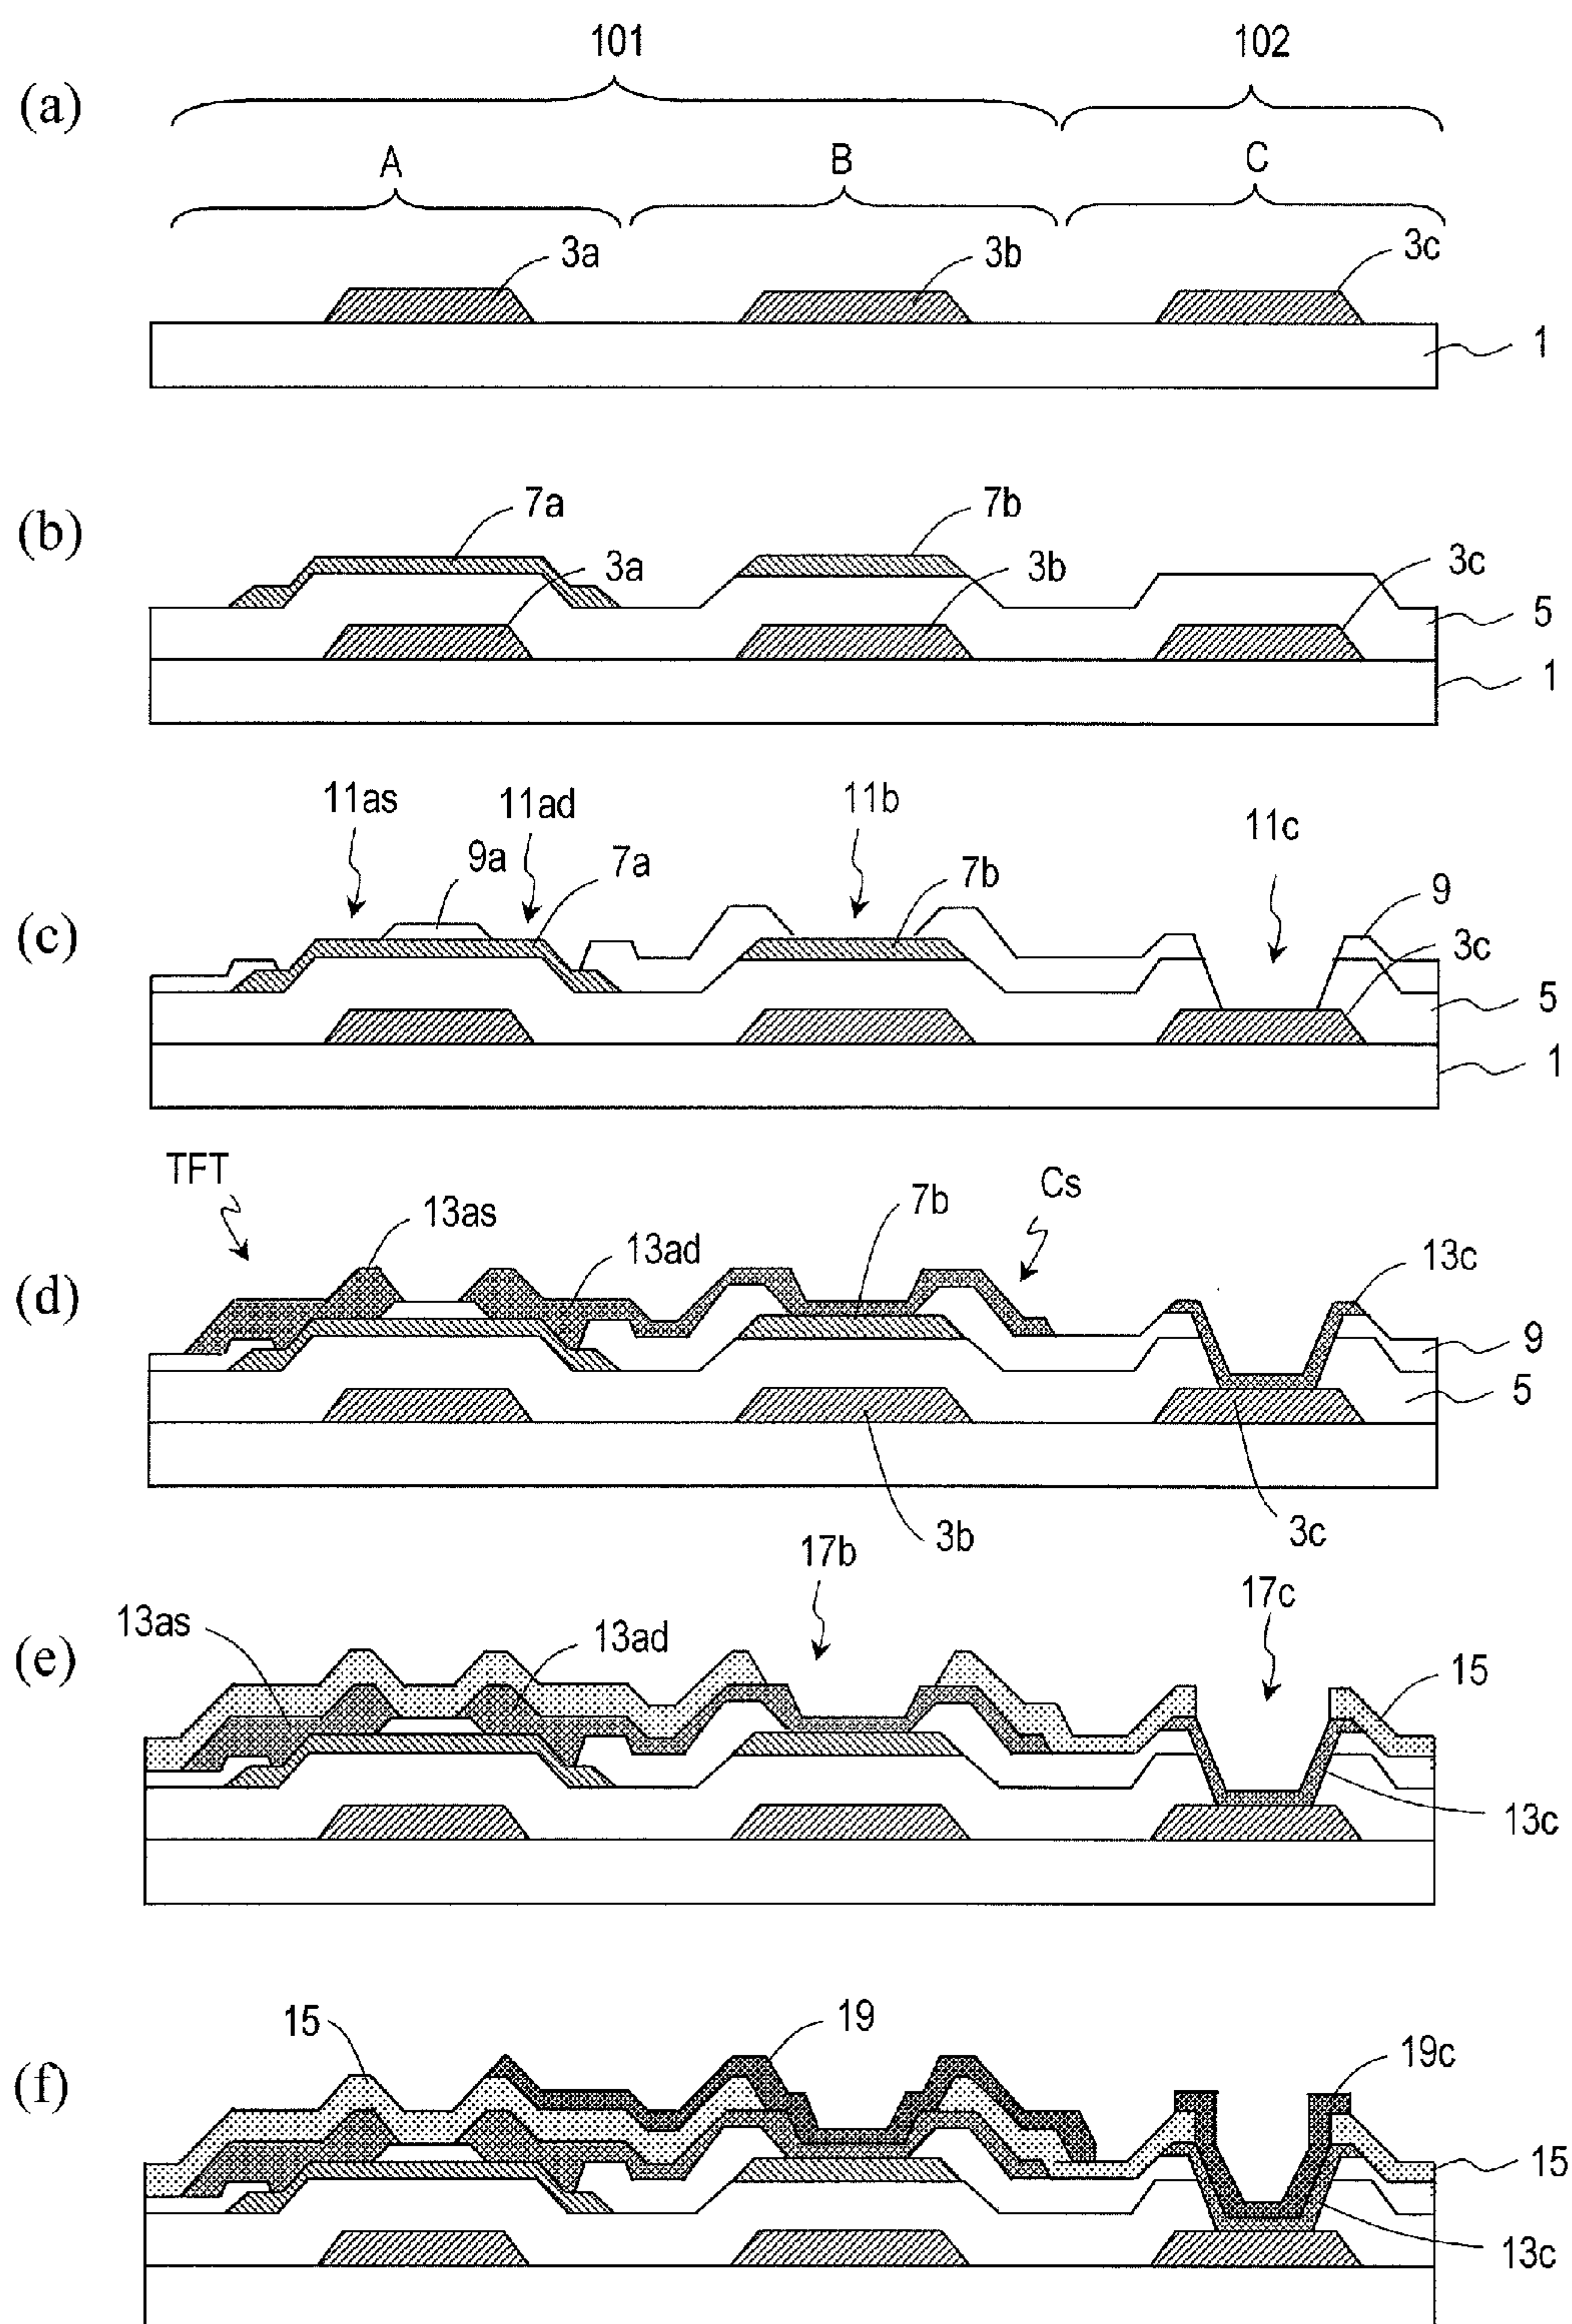 101 102
(a)
A B C
3a 3b 3c
1
(b)
7a 7b
3a 3b 3c
5
1
11as 11ad 11b 11c
9a 7a 7b 9
(c)
3c
5
1
TFT Cs
13as 7b
13ad 13c
(d)
9
5
3b 3c
17b
17c
13as 13ad
(e)
15
13c
15 19
19c
(f)
15
13c